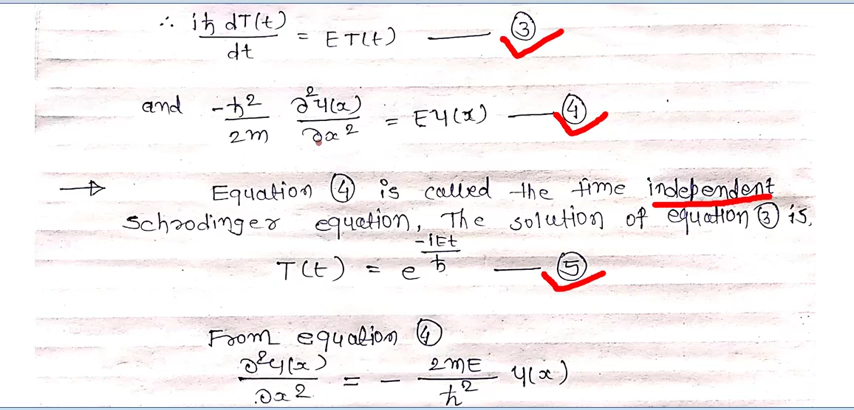 ∴ iħ dT(t)/dt = ET(t) —— ③
and -ħ²/2m ∂²Ψ(x)/∂x² = EΨ(x) —— ④
→ Equation ④ is called the time independent
Schrodinger equation, The solution of equation ③ is,
T(t) = e^(-iEt/ħ) —— ⑤
From equation ④
∂²Ψ(x)/∂x² = - 2mE/ħ² Ψ(x)